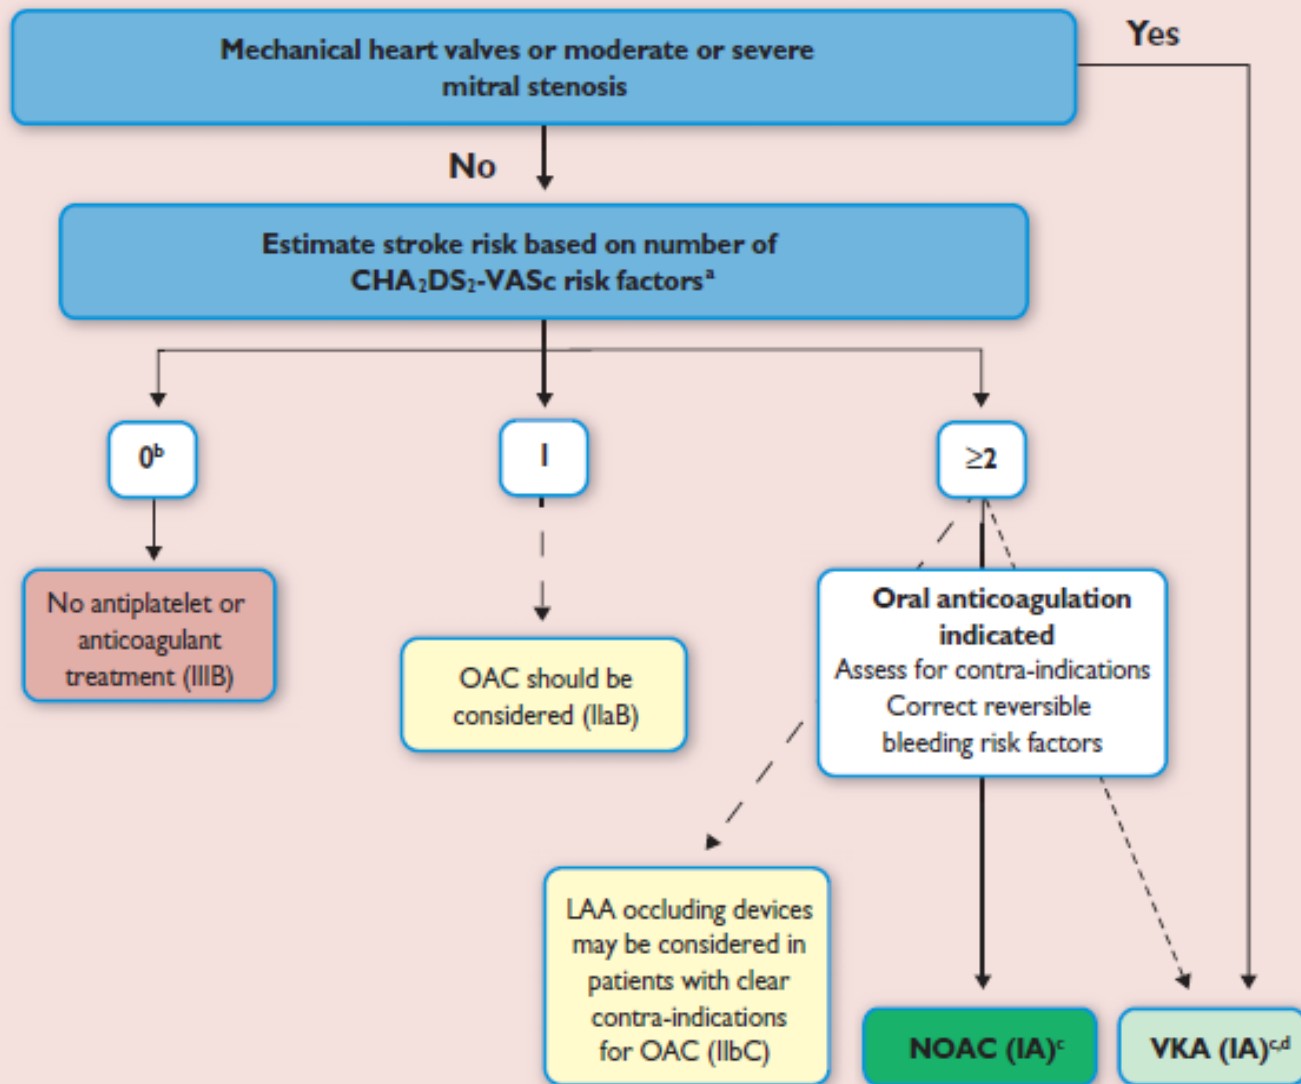 Mechanical heart valves or moderate or severe
mitral stenosis
Yes
No
Estimate stroke risk based on number of
CHA₂DS₂-VASc risk factorsᵃ
0ᵇ
1
≥2
No antiplatelet or
anticoagulant
treatment (IIIB)
OAC should be
considered (IIaB)
Oral anticoagulation
indicated
Assess for contra-indications
Correct reversible
bleeding risk factors
LAA occluding devices
may be considered in
patients with clear
contra-indications
for OAC (IIbC)
NOAC (IA)ᶜ
VKA (IA)ᶜ,ᵈ